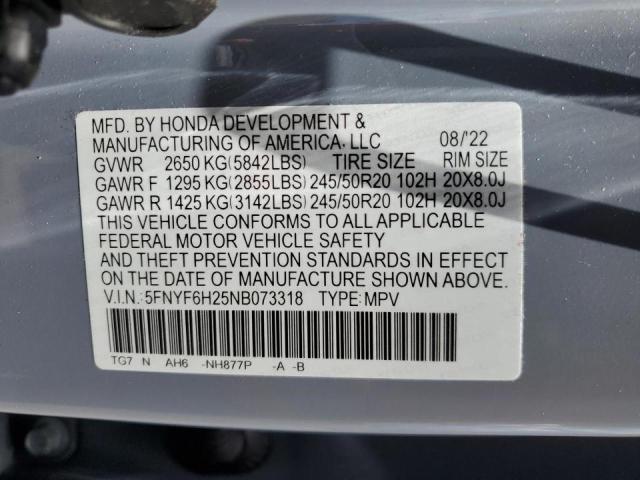 MFD. BY HONDA DEVELOPMENT &
MANUFACTURING OF AMERICA, LLC 08/'22
GVWR 2650 KG(5842LBS) TIRE SIZE RIM SIZE
GAWR F 1295 KG(2855LBS) 245/50R20 102H 20X8.0J
GAWR R 1425 KG(3142LBS) 245/50R20 102H 20X8.0J
THIS VEHICLE CONFORMS TO ALL APPLICABLE
FEDERAL MOTOR VEHICLE SAFETY
AND THEFT PREVENTION STANDARDS IN EFFECT
ON THE DATE OF MANUFACTURE SHOWN ABOVE.
V.I.N.: 5FNYF6H25NB073318 TYPE: MPV
TG7 N AH6 -NH877P -A -B